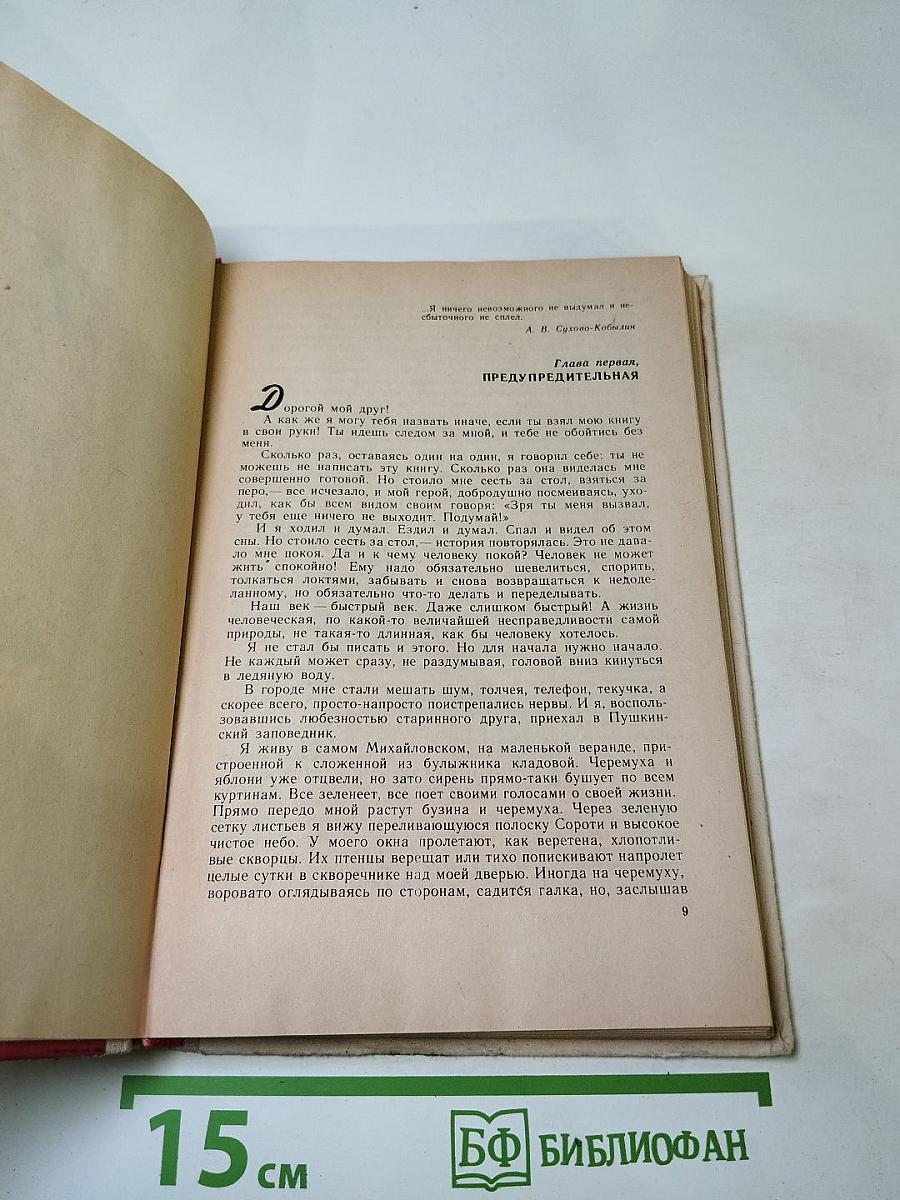 ...Я ничего невозможного не выдумал и не-
сбыточного не сплел.
А. В. Сухово-Кобылин
Глава первая,
ПРЕДУПРЕДИТЕЛЬНАЯ
Дорогой мой друг!
А как же я могу тебя назвать иначе, если ты взял мою книгу
в свои руки! Ты идешь следом за мной, и тебе не обойтись без
меня.
Сколько раз, оставаясь один на один, я говорил себе: ты не
можешь не написать эту книгу. Сколько раз она виделась мне
совершенно готовой. Но стоило мне сесть за стол, взяться за
перо,— все исчезало, и мой герой, добродушно посмеиваясь, ухо-
дил, как бы всем видом своим говоря: «Зря ты меня вызвал,
у тебя еще ничего не выходит. Подумай!»
И я ходил и думал. Ездил и думал. Спал и видел об этом
сны. Но стоило сесть за стол,— история повторялась. Это не дава-
ло мне покоя. Да и к чему человеку покой? Человек не может
жить спокойно! Ему надо обязательно шевелиться, спорить,
толкаться локтями, забывать и снова возвращаться к недоде-
ланному, но обязательно что-то делать и переделывать.
Наш век — быстрый век. Даже слишком быстрый! А жизнь
человеческая, по какой-то величайшей несправедливости самой
природы, не такая-то длинная, как бы человеку хотелось.
Я не стал бы писать и этого. Но для начала нужно начало.
Не каждый может сразу, не раздумывая, головой вниз кинуться
в ледяную воду.
В городе мне стали мешать шум, толчея, телефон, текучка, а
скорее всего, просто-напросто поистрепались нервы. И я, восполь-
зовавшись любезностью старинного друга, приехал в Пушкин-
ский заповедник.
Я живу в самом Михайловском, на маленькой веранде, при-
строенной к сложенной из булыжника кладовой. Черемуха и
яблони уже отцвели, но зато сирень прямо-таки бушует по всем
куртинам. Все зеленеет, все поет своими голосами о своей жизни.
Прямо передо мной растут бузина и черемуха. Через зеленую
сетку листьев я вижу переливающуюся полоску Сороти и высокое
чистое небо. У моего окна пролетают, как веретена, хлопотли-
вые скворцы. Их птенцы верещат или тихо попискивают напролет
целые сутки в скворечнике над моей дверью. Иногда на черемуху,
воровато оглядываясь по сторонам, садится галка, но, заслышав
9
15 см
БФ БИБЛИОФАН